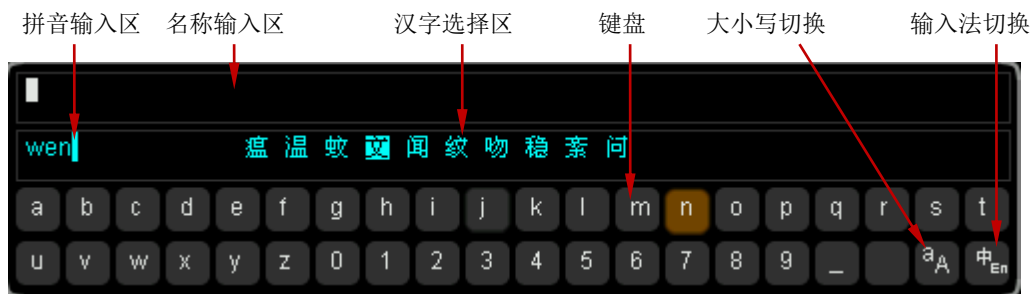 拼音输入区 名称输入区 汉字选择区 键盘 大小写切换 输入法切换
wen 瘟 温 蚊 文 闻 纹 吻 稳 紊 问
a b c d e f g h i j k l m n o p q r s t
u v w x y z 0 1 2 3 4 5 6 7 8 9 _ aA 中En